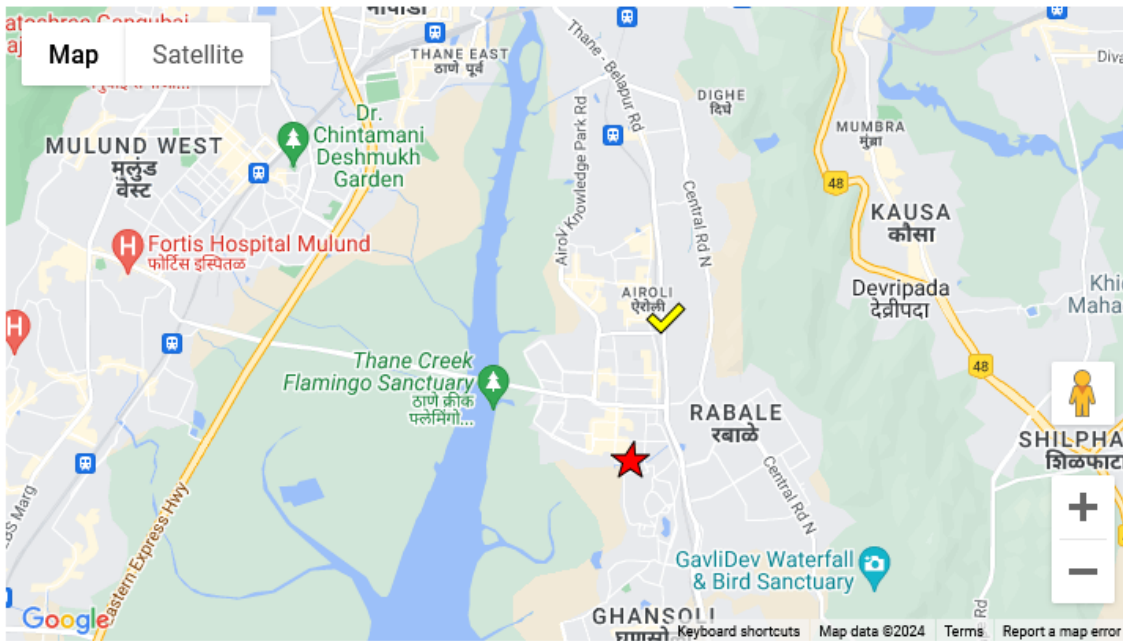 Map
Satellite
THANE EAST
ठाणे पूर्व
Thane - Belapur Rd
DIGHE
दिघे
MUMBRA
मुंब्रा
MULUND WEST
मुलुंड
वेस्ट
Dr.
Chintamani
Deshmukh
Garden
Knowledge Park Rd
Central Rd N
48
KAUSA
कौसा
Fortis Hospital Mulund
फोर्टिस इस्पितळ
AIROLI
ऐरोली
Devripada
देव्रीपदा
Thane Creek
Flamingo Sanctuary
ठाणे क्रीक
फ्लेमिंगो...
48
RABALE
रबाळे
शिळफाटा
Central Rd N
Eastern Express Hwy
GavliDev Waterfall
& Bird Sanctuary
GHANSOLI
Google
Keyboard shortcuts
Map data ©2024
Terms
Report a map error